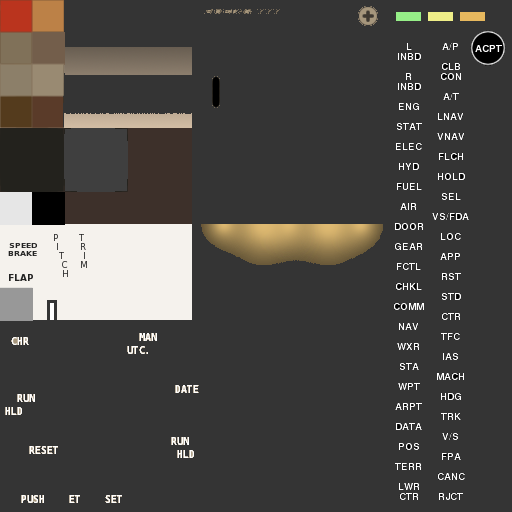 L
INBD
R
INBD
ENG
STAT
ELEC
HYD
FUEL
AIR
DOOR
GEAR
FCTL
CHKL
COMM
NAV
WXR
STA
WPT
ARPT
DATA
POS
TERR
LWR
CTR
A/P
CLB
CON
A/T
LNAV
VNAV
FLCH
HOLD
SEL
VS/FDA
LOC
APP
RST
STD
CTR
TFC
IAS
MACH
HDG
TRK
V/S
FPA
CANC
RJCT
ACPT
SPEED
BRAKE
FLAP
PITCH
TRIM
CHR
MAN
UTC.
DATE
RUN
HLD
RESET
RUN
HLD
PUSH ET SET